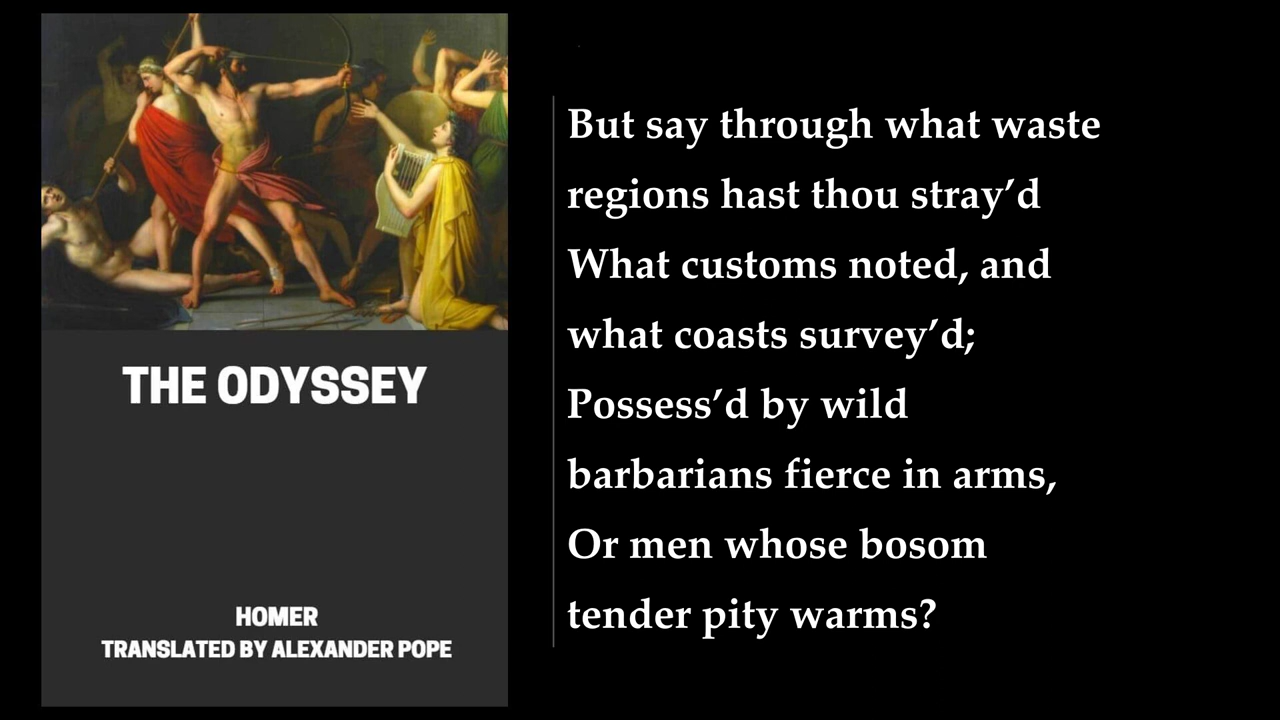 THE ODYSSEY
HOMER
TRANSLATED BY ALEXANDER POPE
But say through what waste
regions hast thou stray’d
What customs noted, and
what coasts survey’d;
Possess’d by wild
barbarians fierce in arms,
Or men whose bosom
tender pity warms?